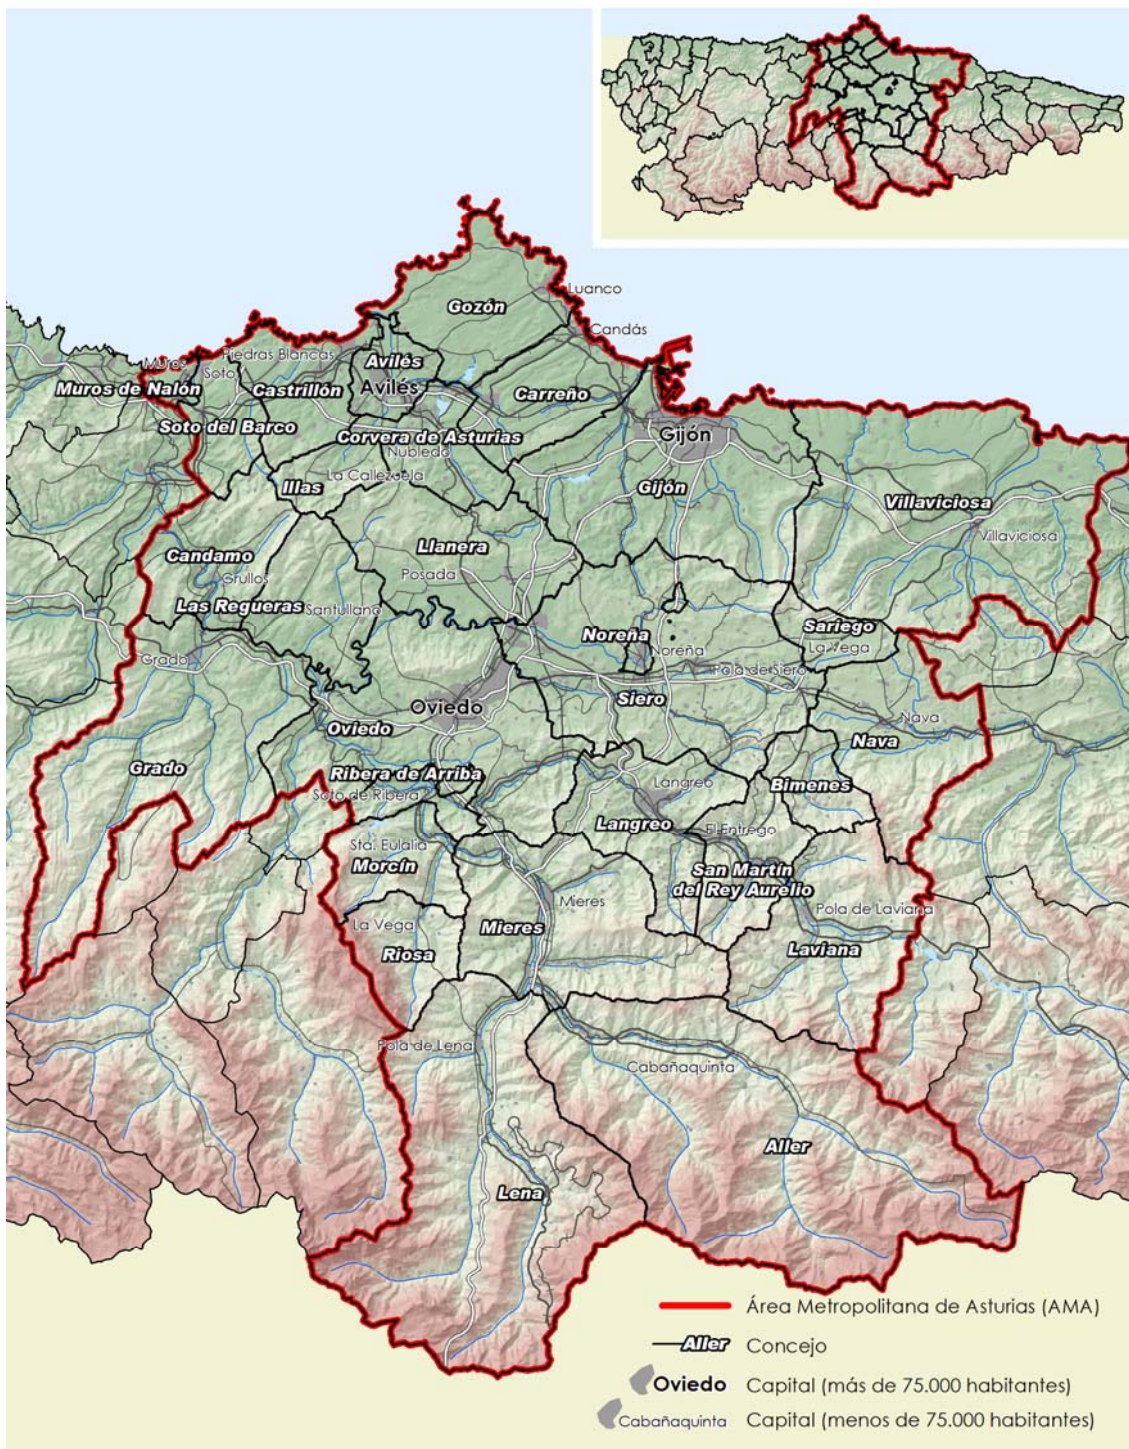 Luanco
Gozón
Candás
Muros
Piedras Blancas
Avilés
Soto
Muros de Nalón
Castrillón
Avilés
Carreño
Soto del Barco
Corvera de Asturias
Gijón
Nubledo
La Callezuela
Illas
Gijón
Villaviciosa
Villaviciosa
Llanera
Candamo
Posada
Grullos
Las Regueras
Santullano
Noreña
Sariego
Noreña
La Vega
Grado
Pola de Siero
Siero
Oviedo
Nava
Oviedo
Nava
Grado
Ribera de Arriba
Langreo
Bimenes
Soto de Ribera
Langreo
El Entrego
Sta. Eulalia
Morcín
San Martín
del Rey Aurelio
Mieres
Pola de Laviana
La Vega
Mieres
Riosa
Laviana
Pola de Lena
Cabañaquinta
Aller
Lena
Área Metropolitana de Asturias (AMA)
Aller Concejo
Oviedo Capital (más de 75.000 habitantes)
Cabañaquinta Capital (menos de 75.000 habitantes)